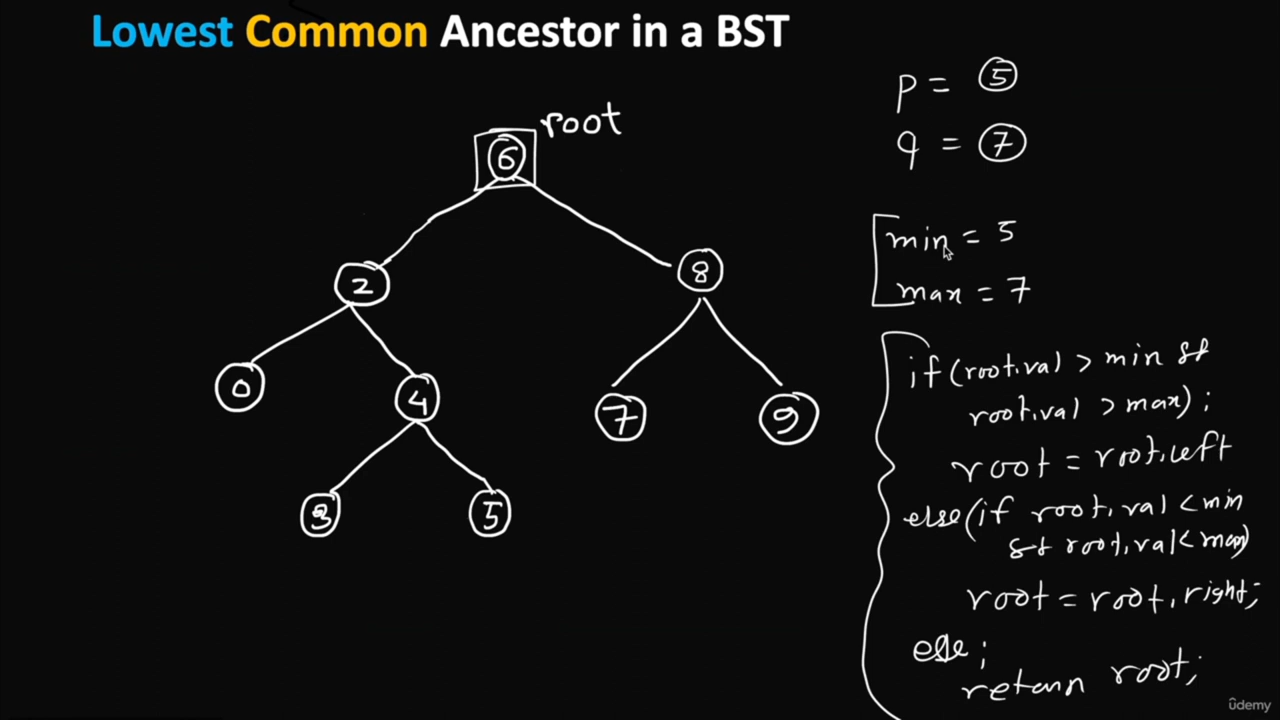 Lowest Common Ancestor in a BST
root
6
2
8
0
4
7
9
3
5
p = 5
q = 7
min = 5
max = 7
if (root.val > min &&
root.val > max) ;
root = root.left
else(if root.val < min
&& root.val < max)
root = root.right;
else ;
return root;
ûdemy